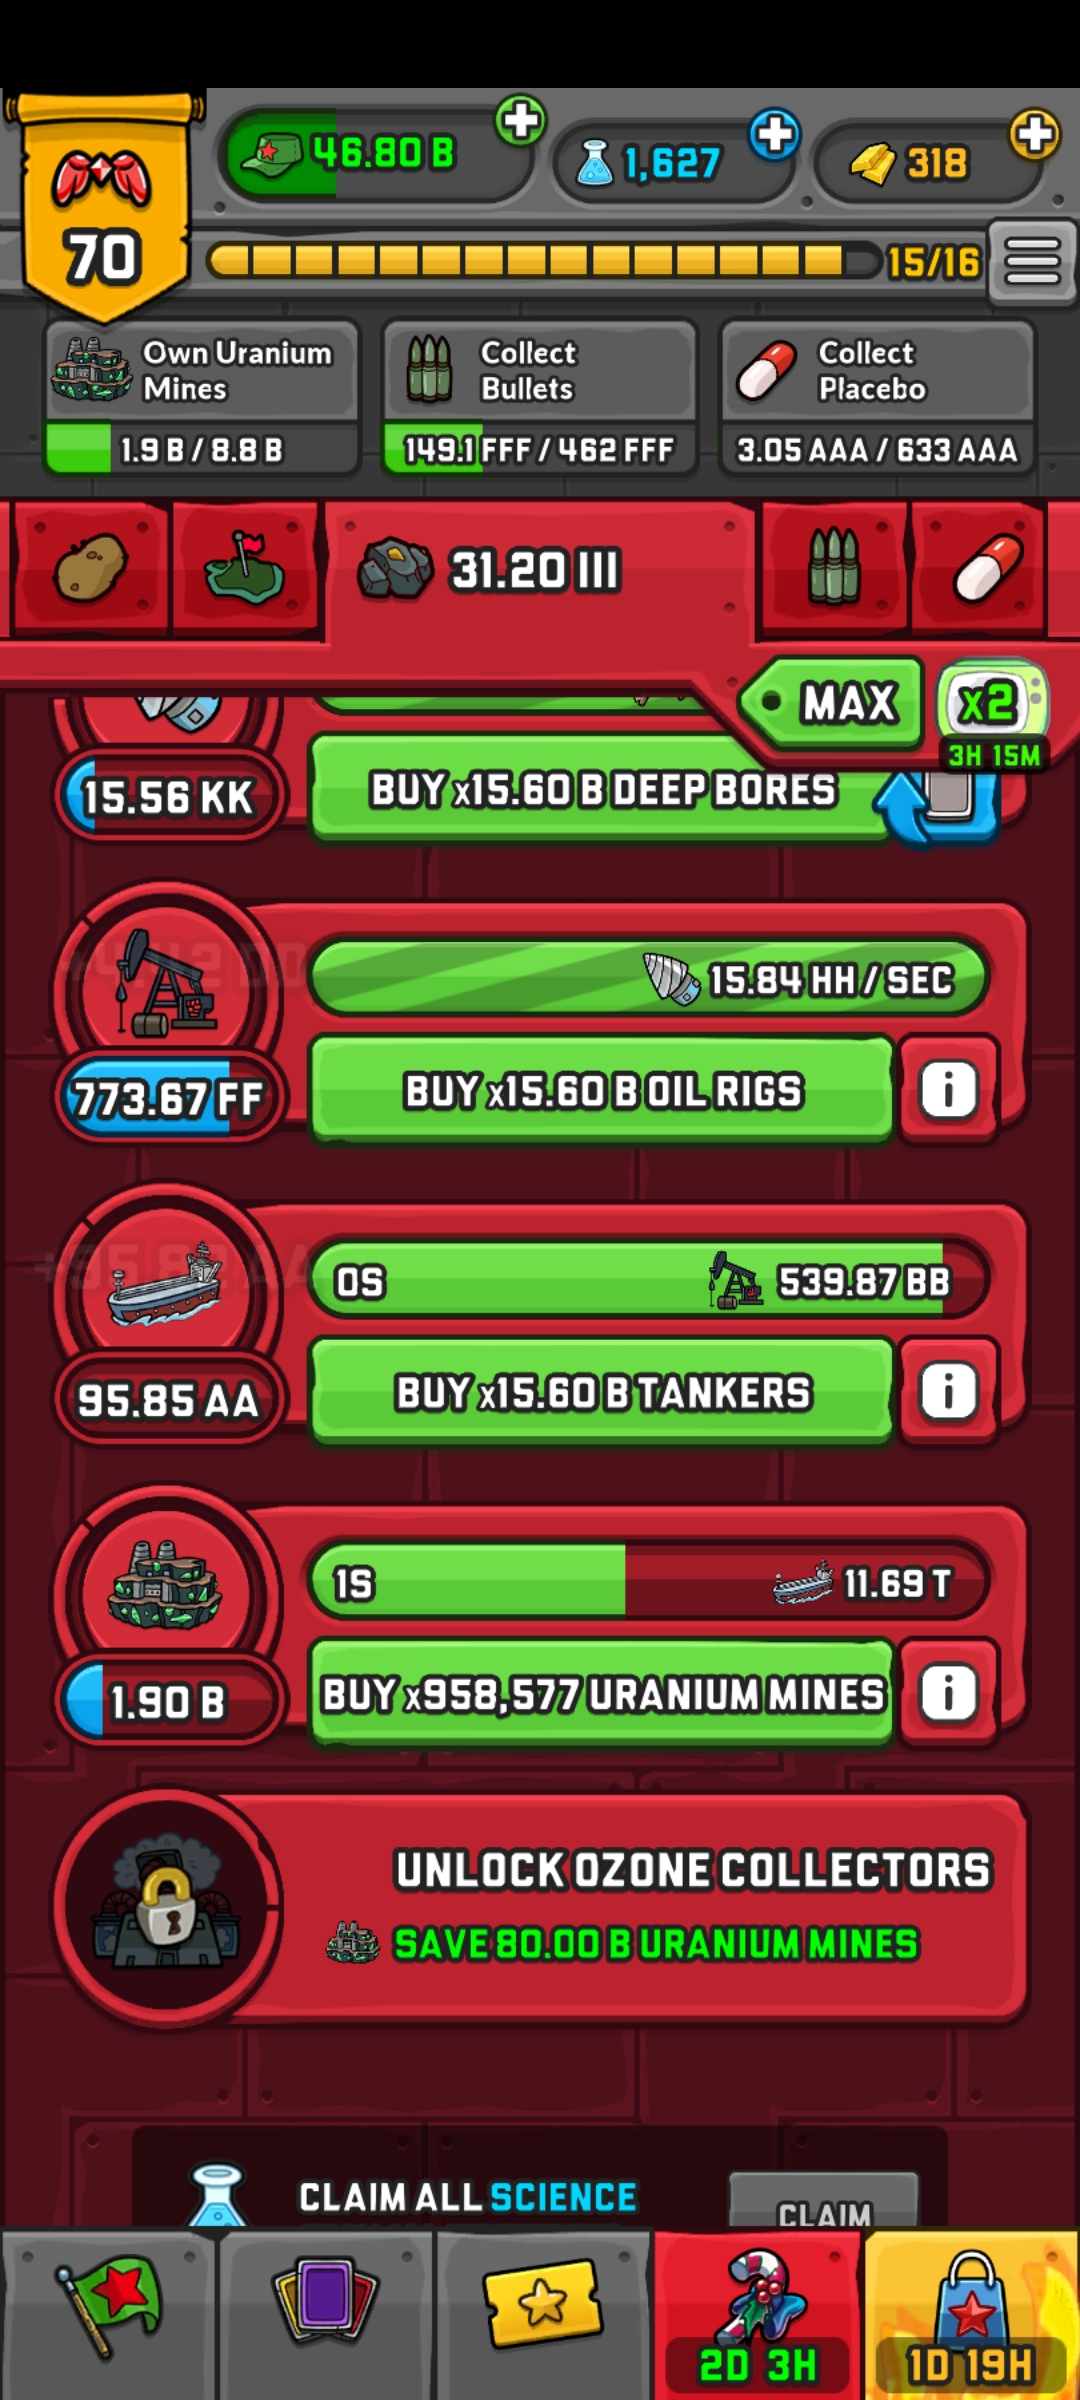 46.80 B
1,627
318
70
15/16
Own Uranium
Mines
1.9 B / 8.8 B
Collect
Bullets
149.1 FFF / 462 FFF
Collect
Placebo
3.05 AAA / 633 AAA
31.20 III
MAX
x2
3H 15M
15.56 KK
BUY x15.60 B DEEP BORES
15.84 HH / SEC
773.67 FF
BUY x15.60 B OIL RIGS
i
0S
539.87 BB
95.85 AA
BUY x15.60 B TANKERS
i
1S
11.69 T
1.90 B
BUY x958,577 URANIUM MINES
i
UNLOCK OZONE COLLECTORS
SAVE 80.00 B URANIUM MINES
CLAIM ALL SCIENCE
CLAIM
2D 3H
1D 19H